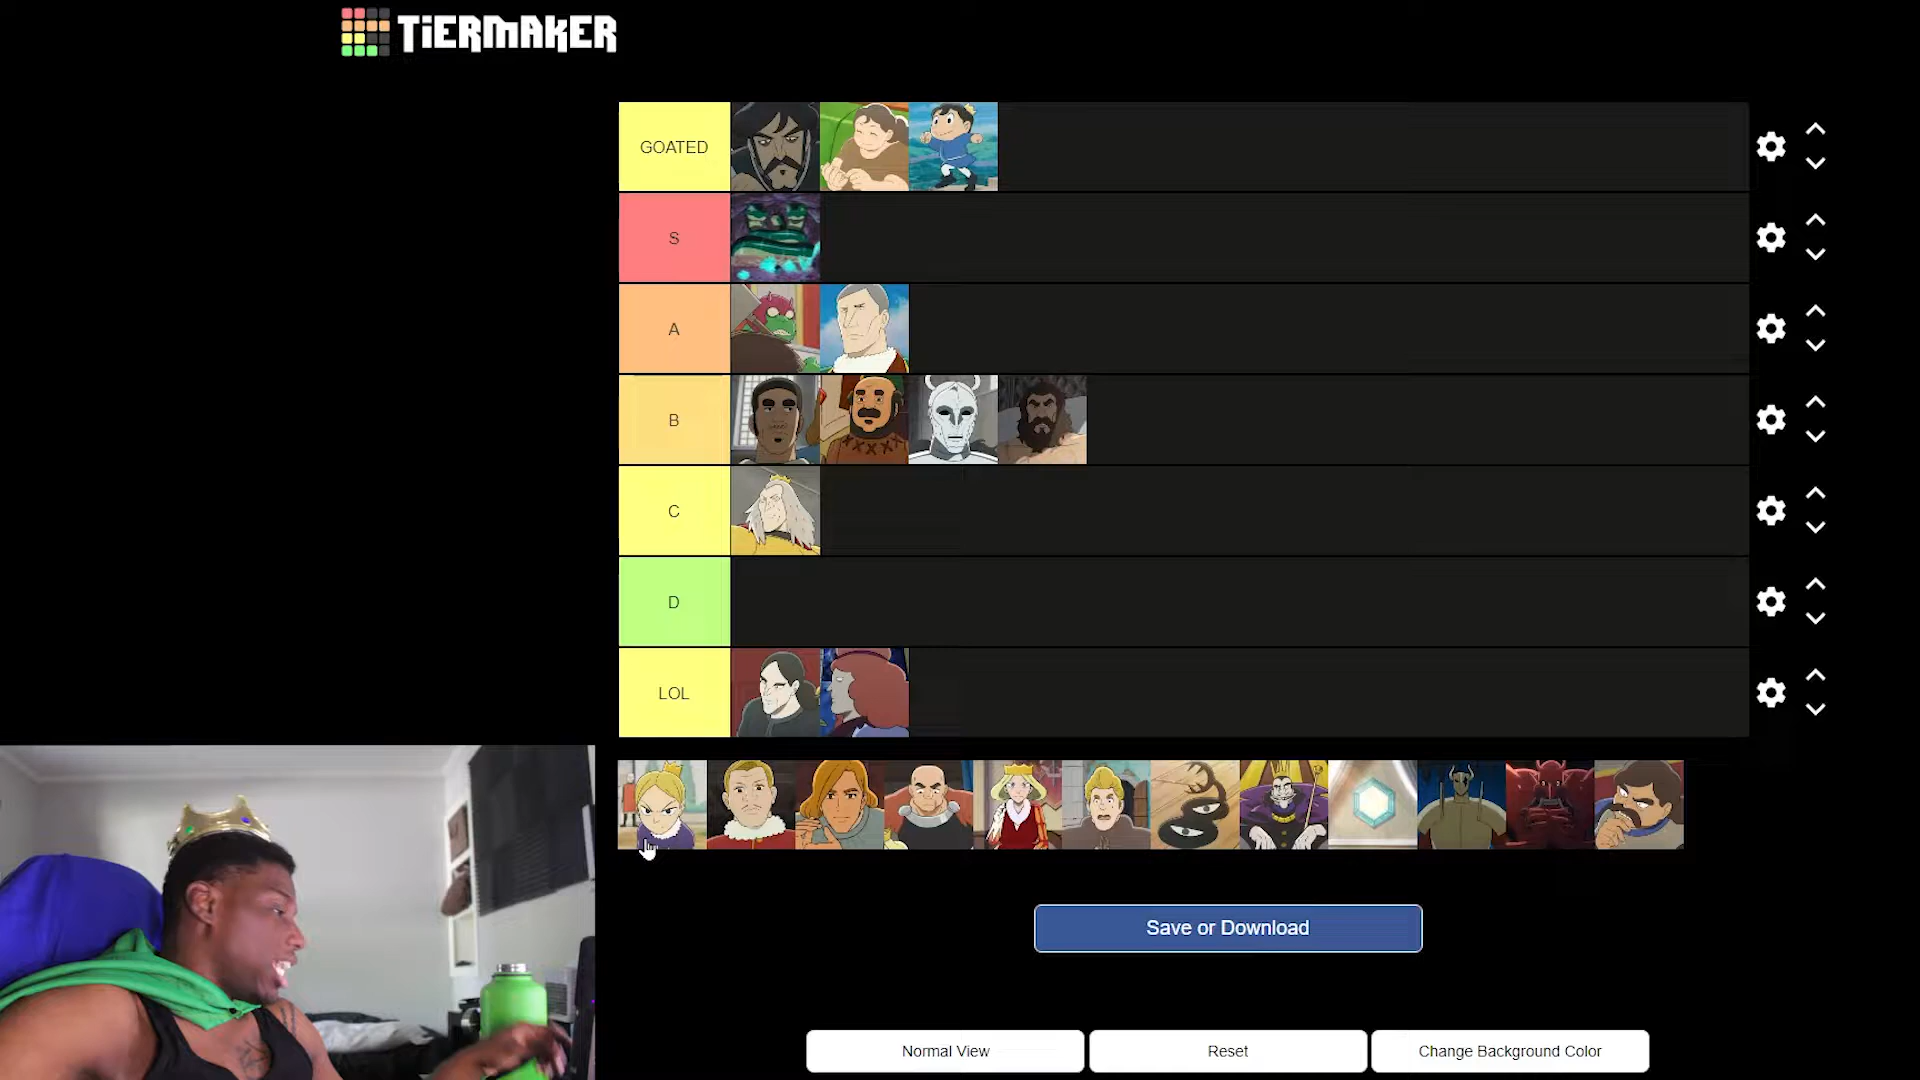 TiERMAKER
GOATED
S
A
B
C
D
LOL
Save or Download
Normal View
Reset
Change Background Color